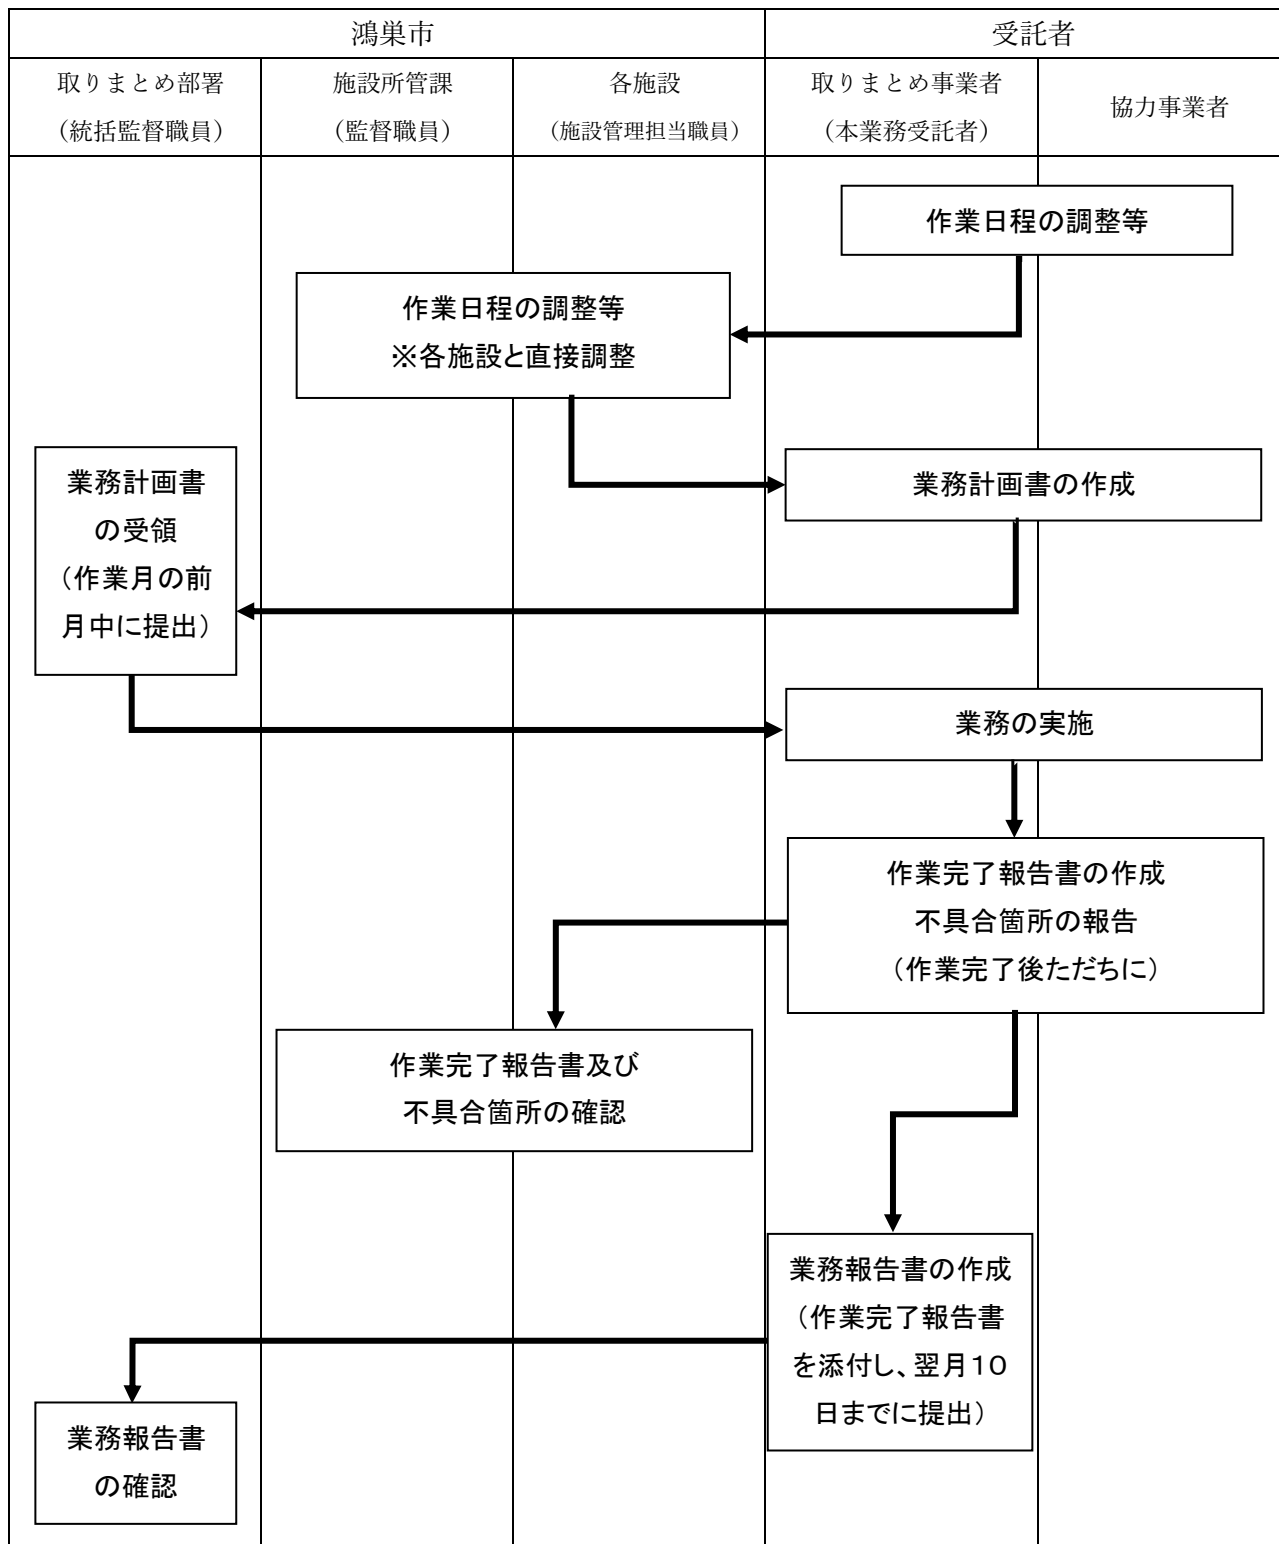 鴻巣市
受託者
取りまとめ部署
（統括監督職員）
施設所管課
（監督職員）
各施設
（施設管理担当職員）
取りまとめ事業者
（本業務受託者）
協力事業者
作業日程の調整等
作業日程の調整等
※各施設と直接調整
業務計画書
の受領
（作業月の前
月中に提出）
業務計画書の作成
業務の実施
作業完了報告書の作成
不具合箇所の報告
（作業完了後ただちに）
作業完了報告書及び
不具合箇所の確認
業務報告書の作成
（作業完了報告書
を添付し、翌月１０
日までに提出）
業務報告書
の確認